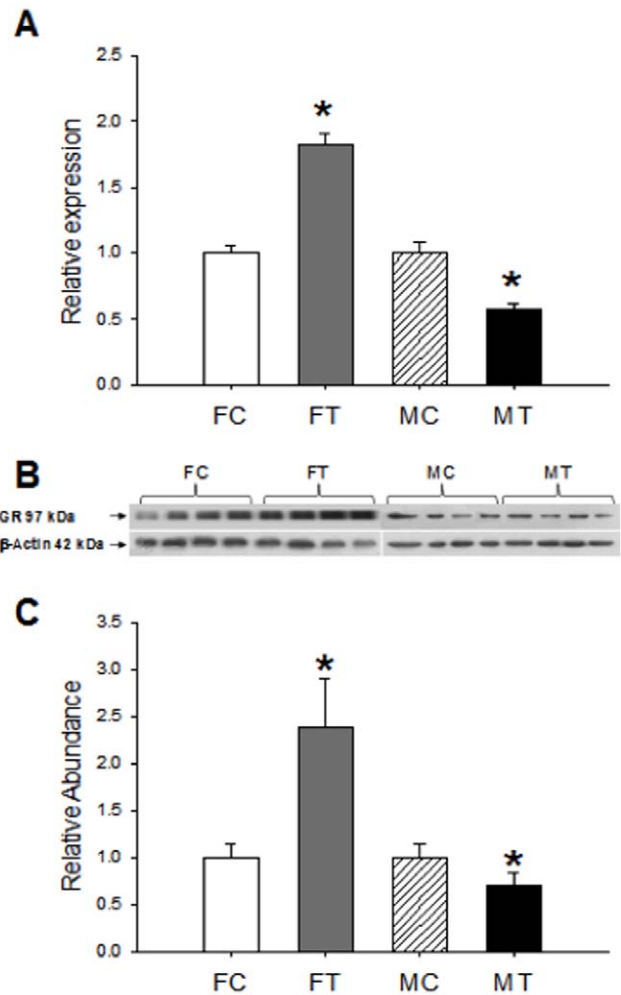 A
Relative expression
2.5
2.0
1.5
1.0
0.5
0.0
*
*
FC FT MC MT
B
FC FT MC MT
GR 97 kDa
β-Actin 42 kDa
C
Relative Abundance
3.5
3.0
2.5
2.0
1.5
1.0
0.5
0.0
*
*
FC FT MC MT